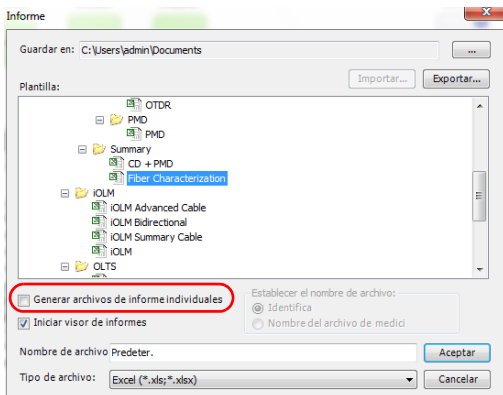 Informe
Guardar en: C:\Users\admin\Documents ...
Importar... Exportar...
Plantilla:
OTDR
PMD
PMD
Summary
CD + PMD
Fiber Characterization
iOLM
iOLM Advanced Cable
iOLM Bidirectional
iOLM Summary Cable
iOLM
OLTS
Generar archivos de informe individuales
Establecer el nombre de archivo:
Identifica
Iniciar visor de informes
Nombre del archivo de medici
Nombre de archivo Predeter. Aceptar
Tipo de archivo: Excel (*.xls;*.xlsx) Cancelar